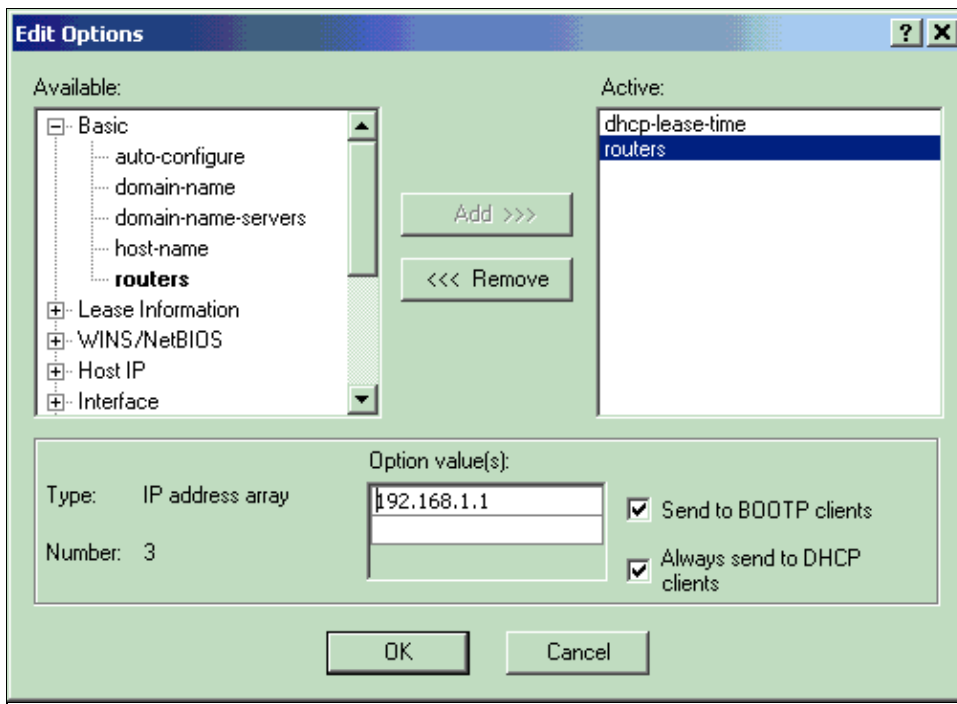 Edit Options
Available:
Basic
auto-configure
domain-name
domain-name-servers
host-name
routers
Lease Information
WINS/NetBIOS
Host IP
Interface
Add >>>
<<< Remove
Active:
dhcp-lease-time
routers
Type: IP address array
Number: 3
Option value(s):
192.168.1.1
Send to BOOTP clients
Always send to DHCP
clients
OK
Cancel